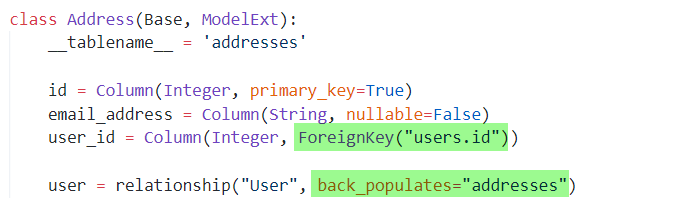 class Address(Base, ModelExt):
    __tablename__ = 'addresses'
    id = Column(Integer, primary_key=True)
    email_address = Column(String, nullable=False)
    user_id = Column(Integer, ForeignKey("users.id"))
    user = relationship("User", back_populates="addresses")